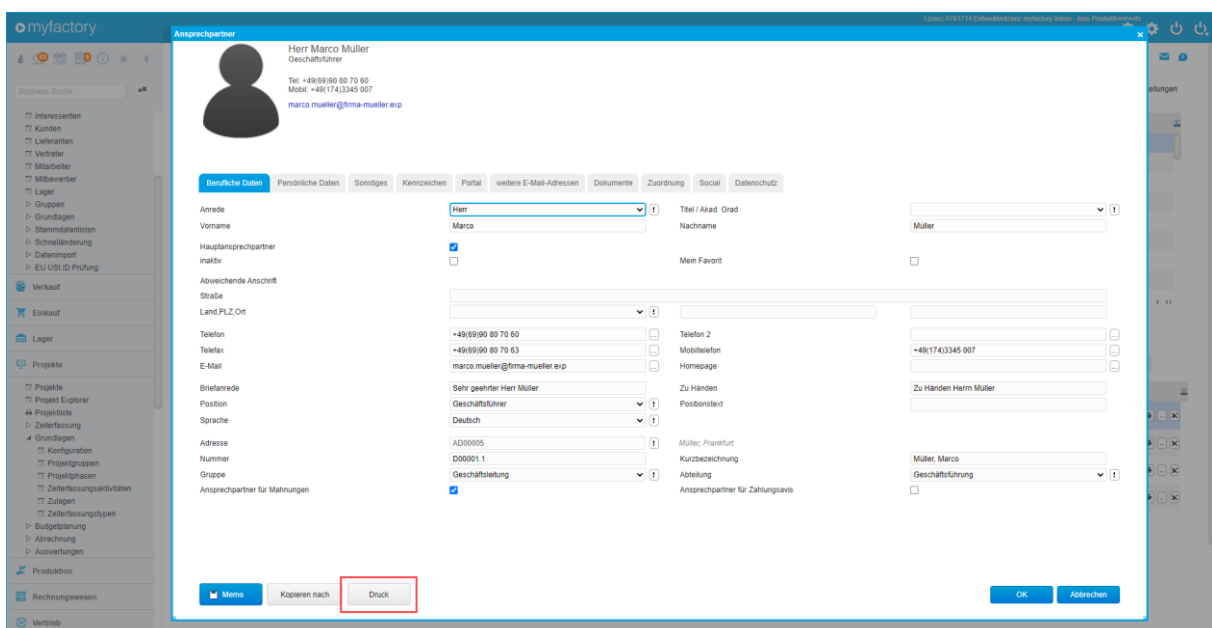 Lizenz A791714 Entwicklerlizenz myfactory Intern - kein Produktiveinsatz
myfactory
Business Suche
Interessenten
Kunden
Lieferanten
Vertreter
Mitarbeiter
Mitbewerber
Lager
Gruppen
Grundlagen
Stammdatenlisten
Schnelländerung
Datenimport
EU USt.ID Prüfung
Verkauf
Einkauf
Lager
Projekte
Projekte
Projekt Explorer
Projektliste
Zeiterfassung
Grundlagen
Konfiguration
Projektgruppen
Projektphasen
Zeiterfassungsaktivitäten
Zulagen
Zeiterfassungstypen
Budgetplanung
Abrechnung
Auswertungen
Produktion
Rechnungswesen
Vertrieb
ellungen
Ansprechpartner
Herr Marco Müller
Geschäftsführer
Tel: +49(69)90 80 70 60
Mobil: +49(174)3345 007
marco.mueller@firma-mueller.exp
Berufliche Daten Persönliche Daten Sonstiges Kennzeichen Portal weitere E-Mail-Adressen Dokumente Zuordnung Social Datenschutz
Anrede Herr Titel / Akad. Grad
Vorname Marco Nachname Müller
Hauptansprechpartner
inaktiv Mein Favorit
Abweichende Anschrift
Straße
Land,PLZ,Ort
Telefon +49(69)90 80 70 60 Telefon 2
Telefax +49(69)90 80 70 63 Mobiltelefon +49(174)3345 007
E-Mail marco.mueller@firma-mueller.exp Homepage
Briefanrede Sehr geehrter Herr Müller Zu Händen Zu Händen Herrn Müller
Position Geschäftsführer Positionstext
Sprache Deutsch
Adresse AD00005 Müller, Frankfurt
Nummer D00001.1 Kurzbezeichnung Müller, Marco
Gruppe Geschäftsleitung Abteilung Geschäftsführung
Ansprechpartner für Mahnungen Ansprechpartner für Zahlungsavis
Memo Kopieren nach Druck OK Abbrechen